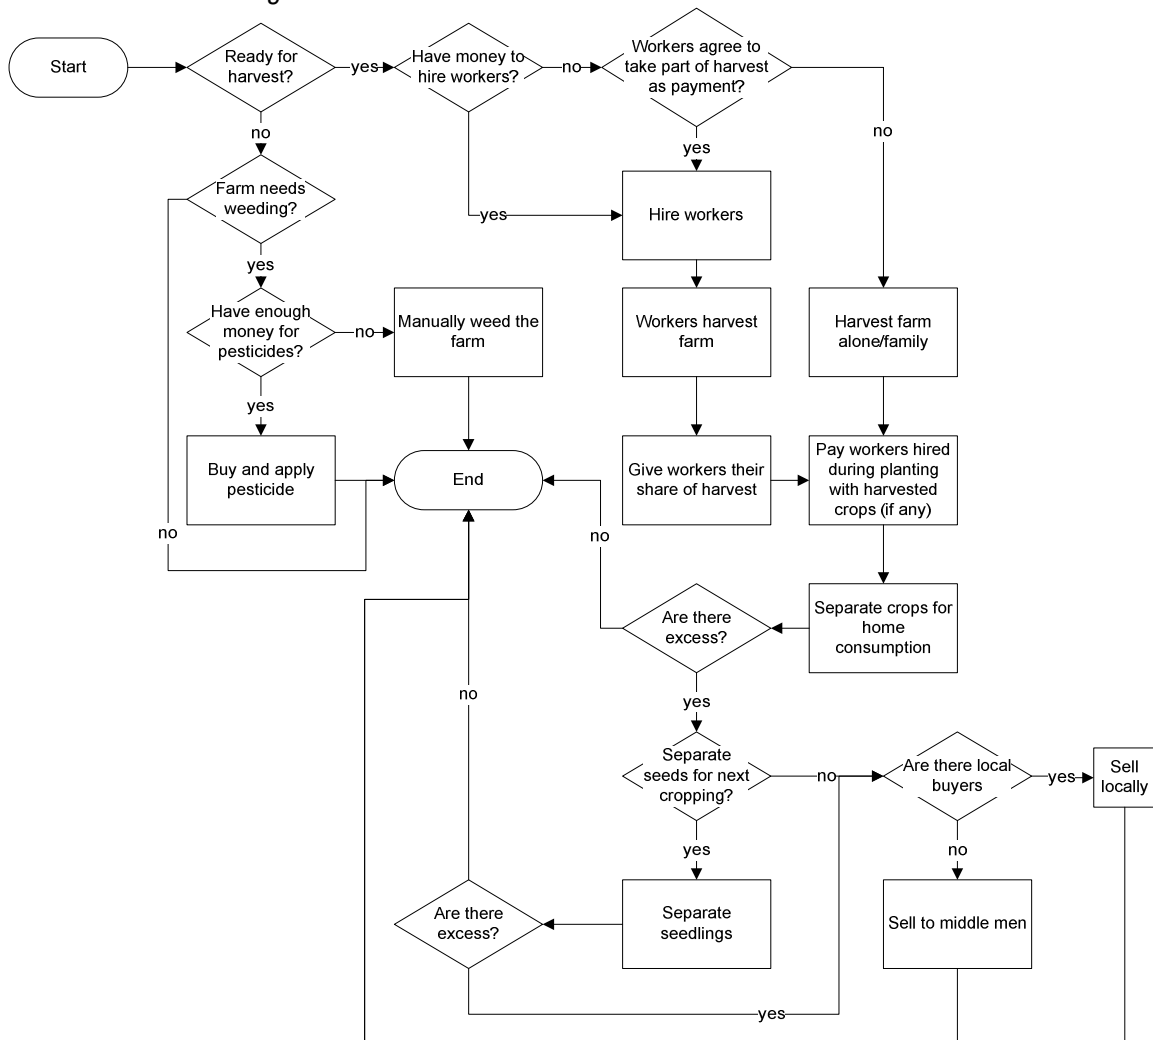 Start
Ready for
harvest?
yes
Have money to
hire workers?
no
Workers agree to
take part of harvest
as payment?
no
no
yes
Farm needs
weeding?
yes
Hire workers
yes
Have enough
money for
pesticides?
no
Manually weed the
farm
Workers harvest
farm
Harvest farm
alone/family
yes
Buy and apply
pesticide
End
Give workers their
share of harvest
Pay workers hired
during planting
with harvested
crops (if any)
no
no
Are there
excess?
Separate crops for
home
consumption
no
yes
Separate
seeds for next
cropping?
no
Are there local
buyers
yes
Sell
locally
yes
no
Are there
excess?
Separate
seedlings
Sell to middle men
yes